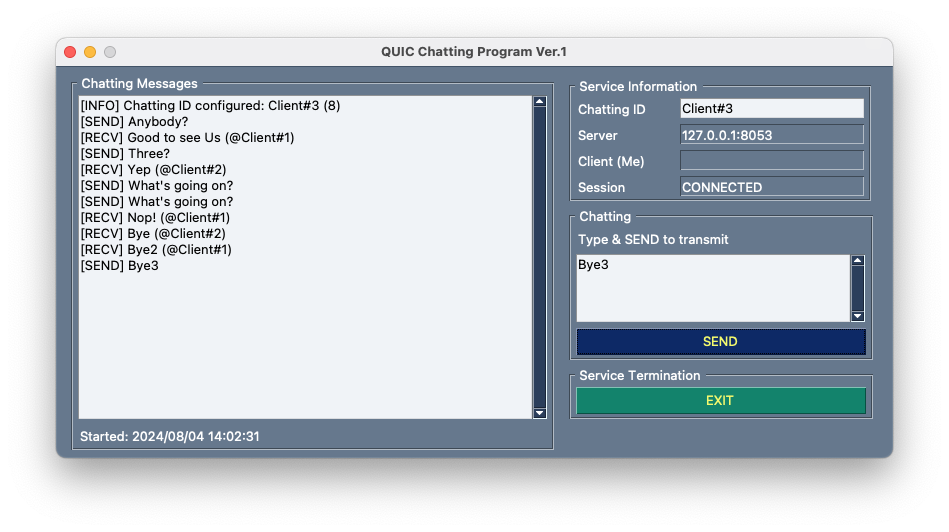 QUIC Chatting Program Ver.1
Chatting Messages
[INFO] Chatting ID configured: Client#3 (8)
[SEND] Anybody?
[RECV] Good to see Us (@Client#1)
[SEND] Three?
[RECV] Yep (@Client#2)
[SEND] What's going on?
[SEND] What's going on?
[RECV] Nop! (@Client#1)
[RECV] Bye (@Client#2)
[RECV] Bye2 (@Client#1)
[SEND] Bye3
Started: 2024/08/04 14:02:31
Service Information
Chatting ID Client#3
Server 127.0.0.1:8053
Client (Me)
Session CONNECTED
Chatting
Type & SEND to transmit
Bye3
SEND
Service Termination
EXIT